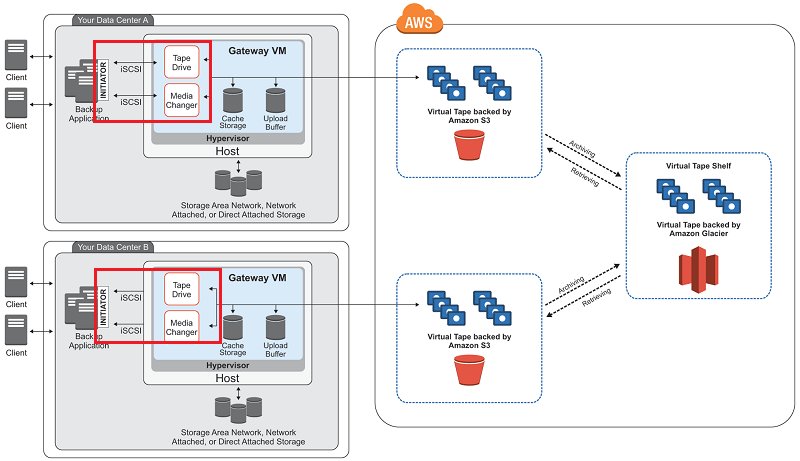 AWS
Your Data Center A
Client
Client
Backup
Application
INITIATOR
iSCSI
iSCSI
Tape
Drive
Media
Changer
Gateway VM
Cache
Storage
Upload
Buffer
Hypervisor
Host
Storage Area Network, Network
Attached, or Direct Attached Storage
Virtual Tape backed by
Amazon S3
Archiving
Retrieving
Virtual Tape Shelf
Virtual Tape backed by
Amazon Glacier
Your Data Center B
Client
Client
Backup
Application
INITIATOR
iSCSI
iSCSI
Tape
Drive
Media
Changer
Gateway VM
Cache
Storage
Upload
Buffer
Hypervisor
Host
Storage Area Network, Network
Attached, or Direct Attached Storage
Virtual Tape backed by
Amazon S3
Archiving
Retrieving